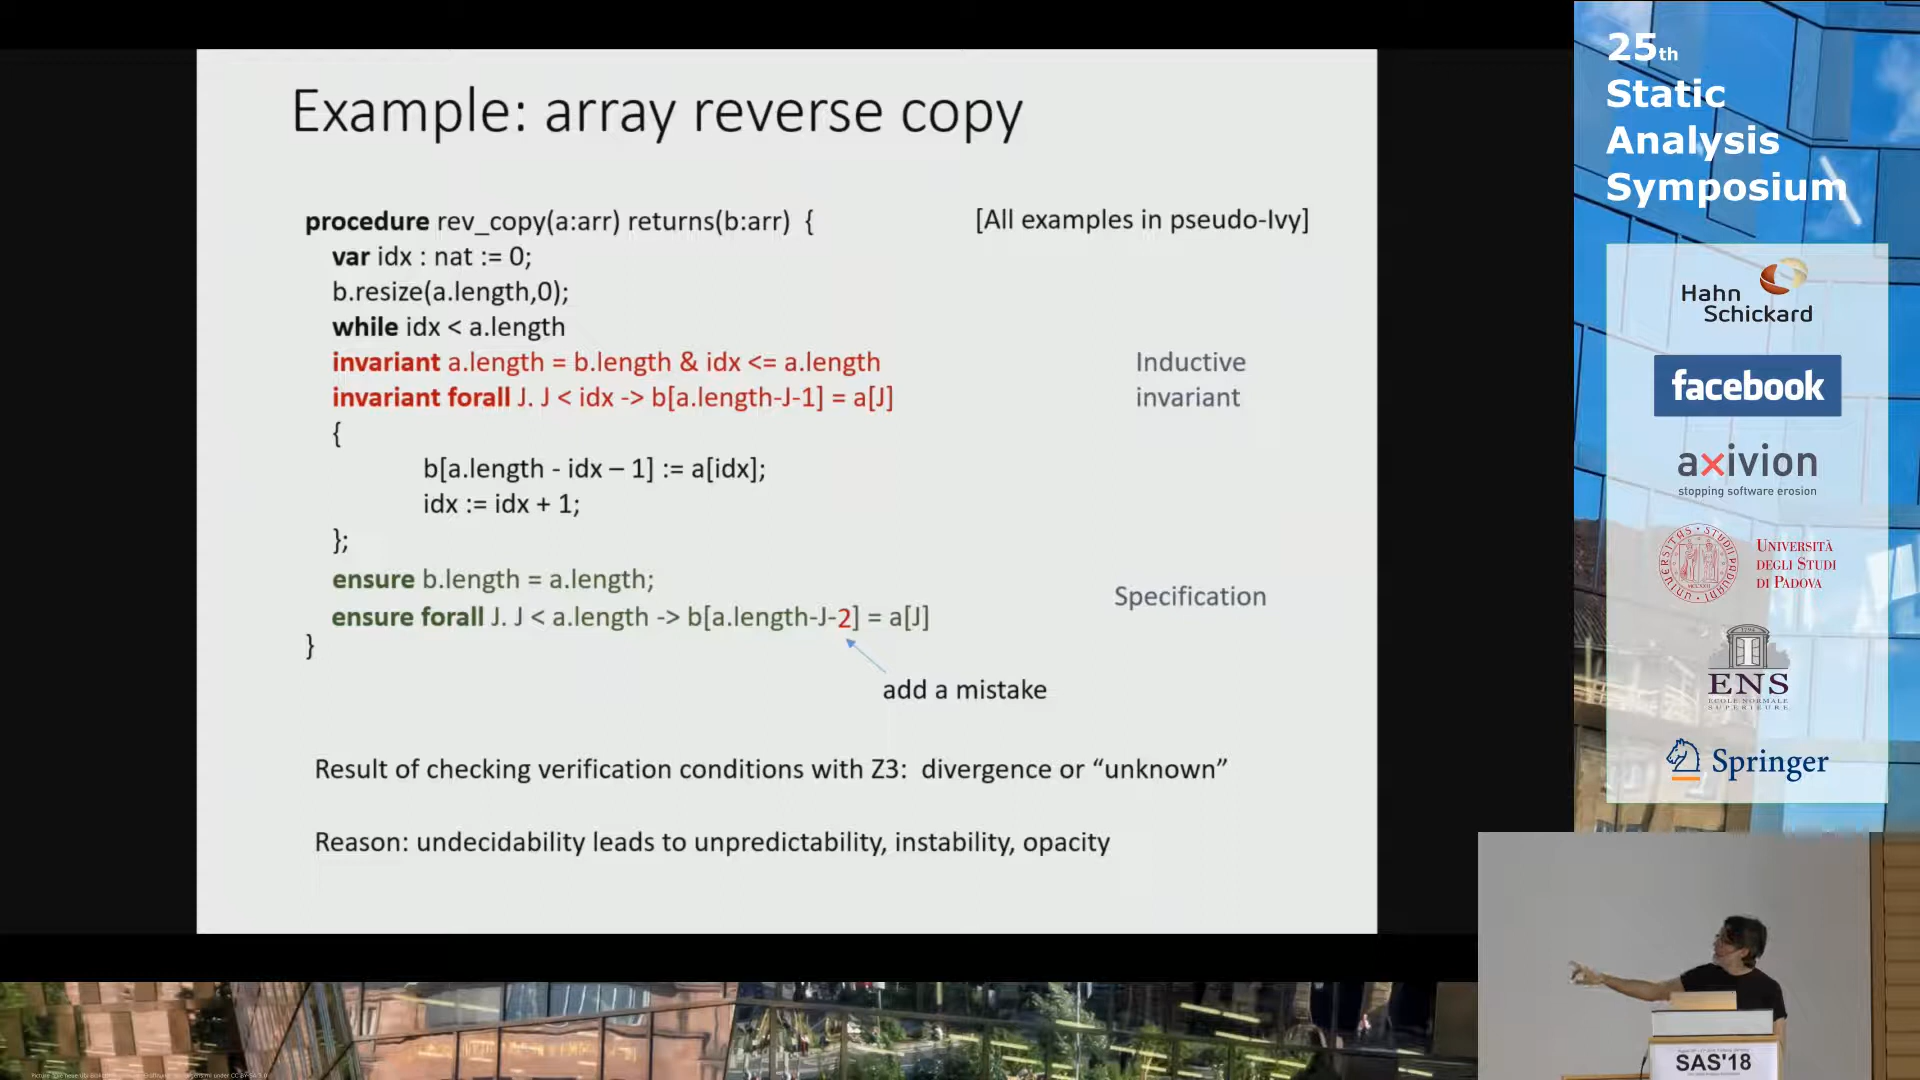 Example: array reverse copy
procedure rev_copy(a:arr) returns(b:arr) {
[All examples in pseudo-Ivy]
var idx : nat := 0;
b.resize(a.length,0);
while idx < a.length
invariant a.length = b.length & idx <= a.length
invariant forall J. J < idx -> b[a.length-J-1] = a[J]
Inductive
invariant
{
b[a.length - idx – 1] := a[idx];
idx := idx + 1;
};
ensure b.length = a.length;
ensure forall J. J < a.length -> b[a.length-J-2] = a[J]
Specification
}
add a mistake
Result of checking verification conditions with Z3: divergence or “unknown”
Reason: undecidability leads to unpredictability, instability, opacity
25th
Static
Analysis
Symposium
Hahn
Schickard
facebook
axivion
stopping software erosion
UNIVERSITÀ
DEGLI STUDI
DI PADOVA
ENS
ECOLE NORMALE
SUPERIEURE
Springer
SAS'18